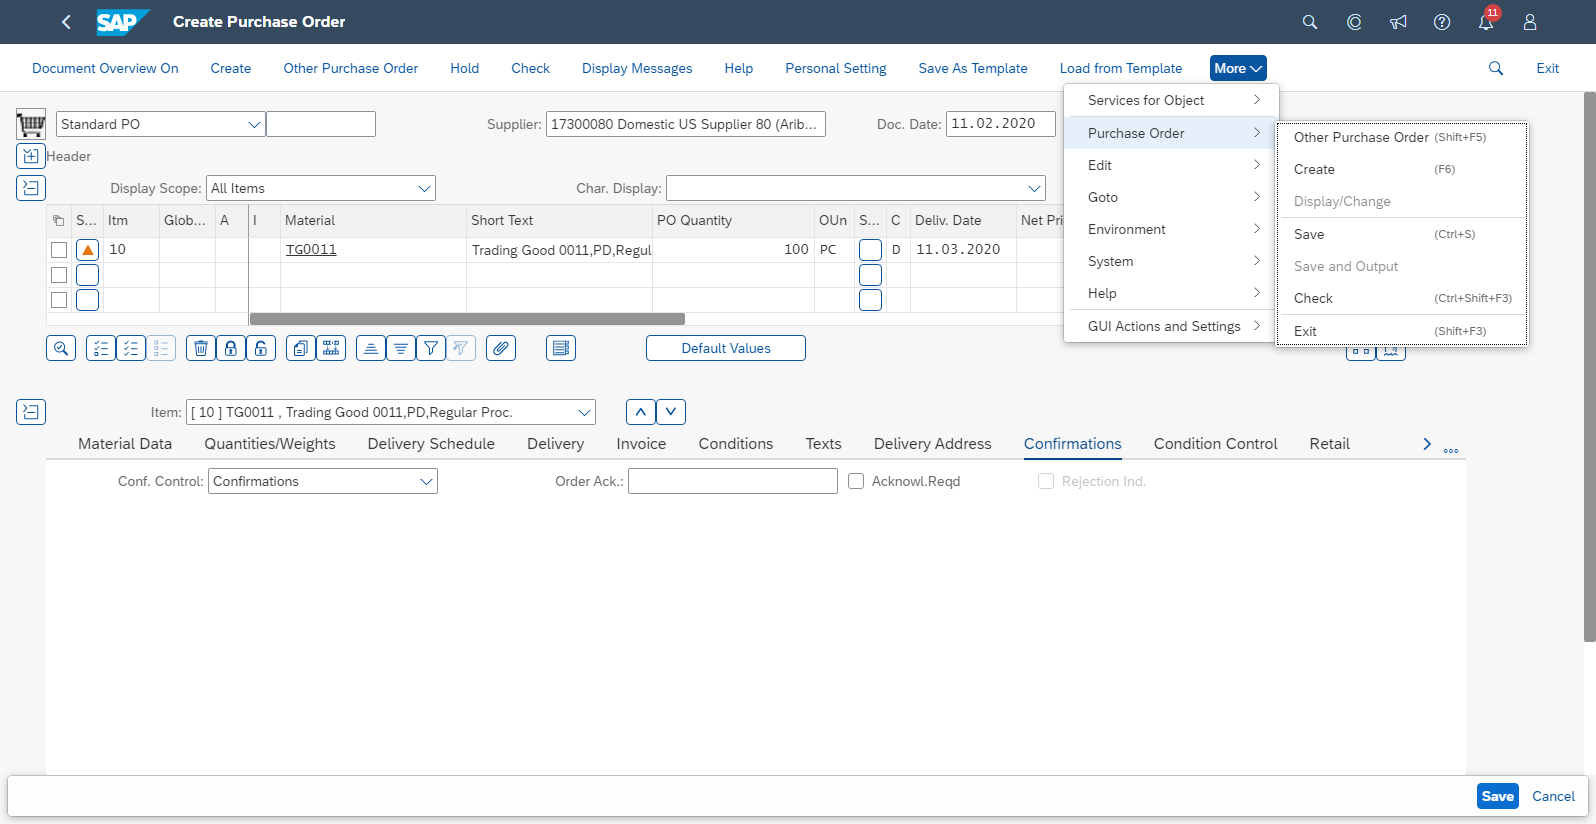 SAP Create Purchase Order 11
Document Overview On Create Other Purchase Order Hold Check Display Messages Help Personal Setting Save As Template Load from Template More Exit
Standard PO Supplier: 17300080 Domestic US Supplier 80 (Arib... Doc. Date: 11.02.2020
Header
Display Scope: All Items Char. Display:
S... Itm Glob... A I Material Short Text PO Quantity OUn S... C Deliv. Date Net Pri
10 TG0011 Trading Good 0011,PD,Regul 100 PC D 11.03.2020
Default Values
Services for Object
Purchase Order
Edit
Goto
Environment
System
Help
GUI Actions and Settings
Other Purchase Order (Shift+F5)
Create (F6)
Display/Change
Save (Ctrl+S)
Save and Output
Check (Ctrl+Shift+F3)
Exit (Shift+F3)
Item: [ 10 ] TG0011 , Trading Good 0011,PD,Regular Proc.
Material Data Quantities/Weights Delivery Schedule Delivery Invoice Conditions Texts Delivery Address Confirmations Condition Control Retail
Conf. Control: Confirmations Order Ack.: Acknowl.Reqd Rejection Ind.
Save Cancel